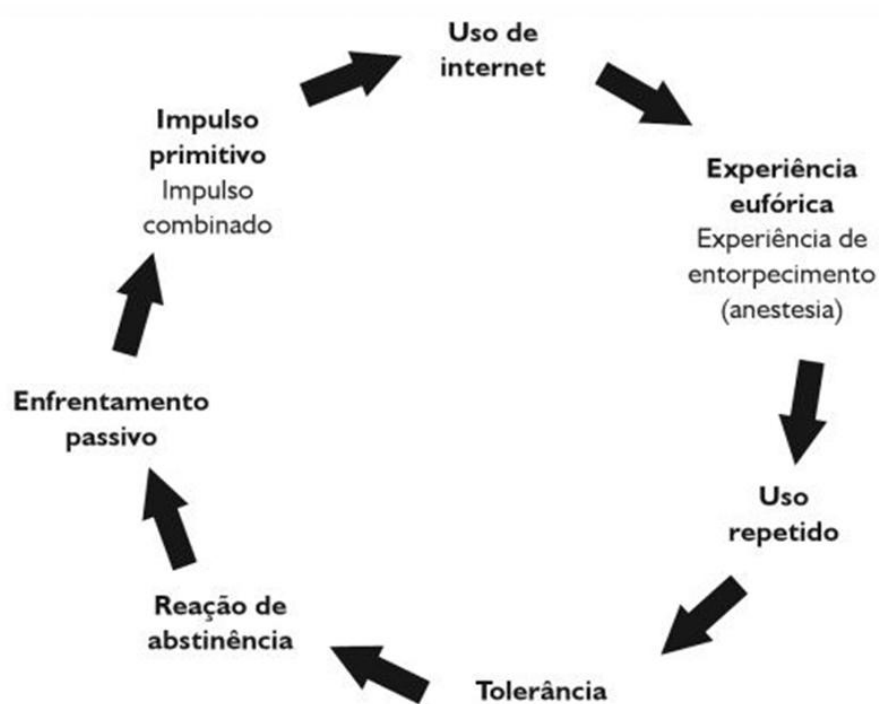 Uso de
internet
Experiência
eufórica
Experiência de
entorpecimento
(anestesia)
Uso
repetido
Tolerância
Reação de
abstinência
Enfrentamento
passivo
Impulso
primitivo
Impulso
combinado